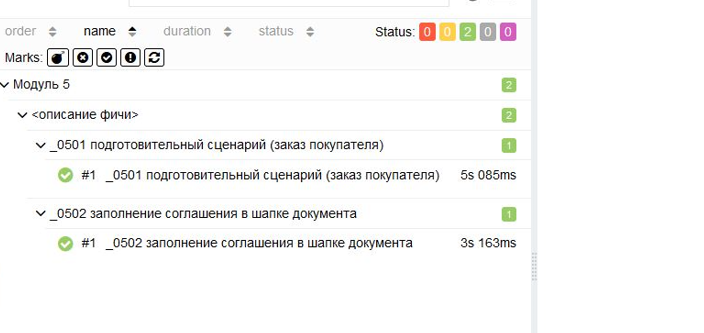 order name duration status Status: 0 0 2 0 0
Marks:
Модуль 5 2
<описание фичи> 2
_0501 подготовительный сценарий (заказ покупателя) 1
#1 _0501 подготовительный сценарий (заказ покупателя) 5s 085ms
_0502 заполнение соглашения в шапке документа 1
#1 _0502 заполнение соглашения в шапке документа 3s 163ms